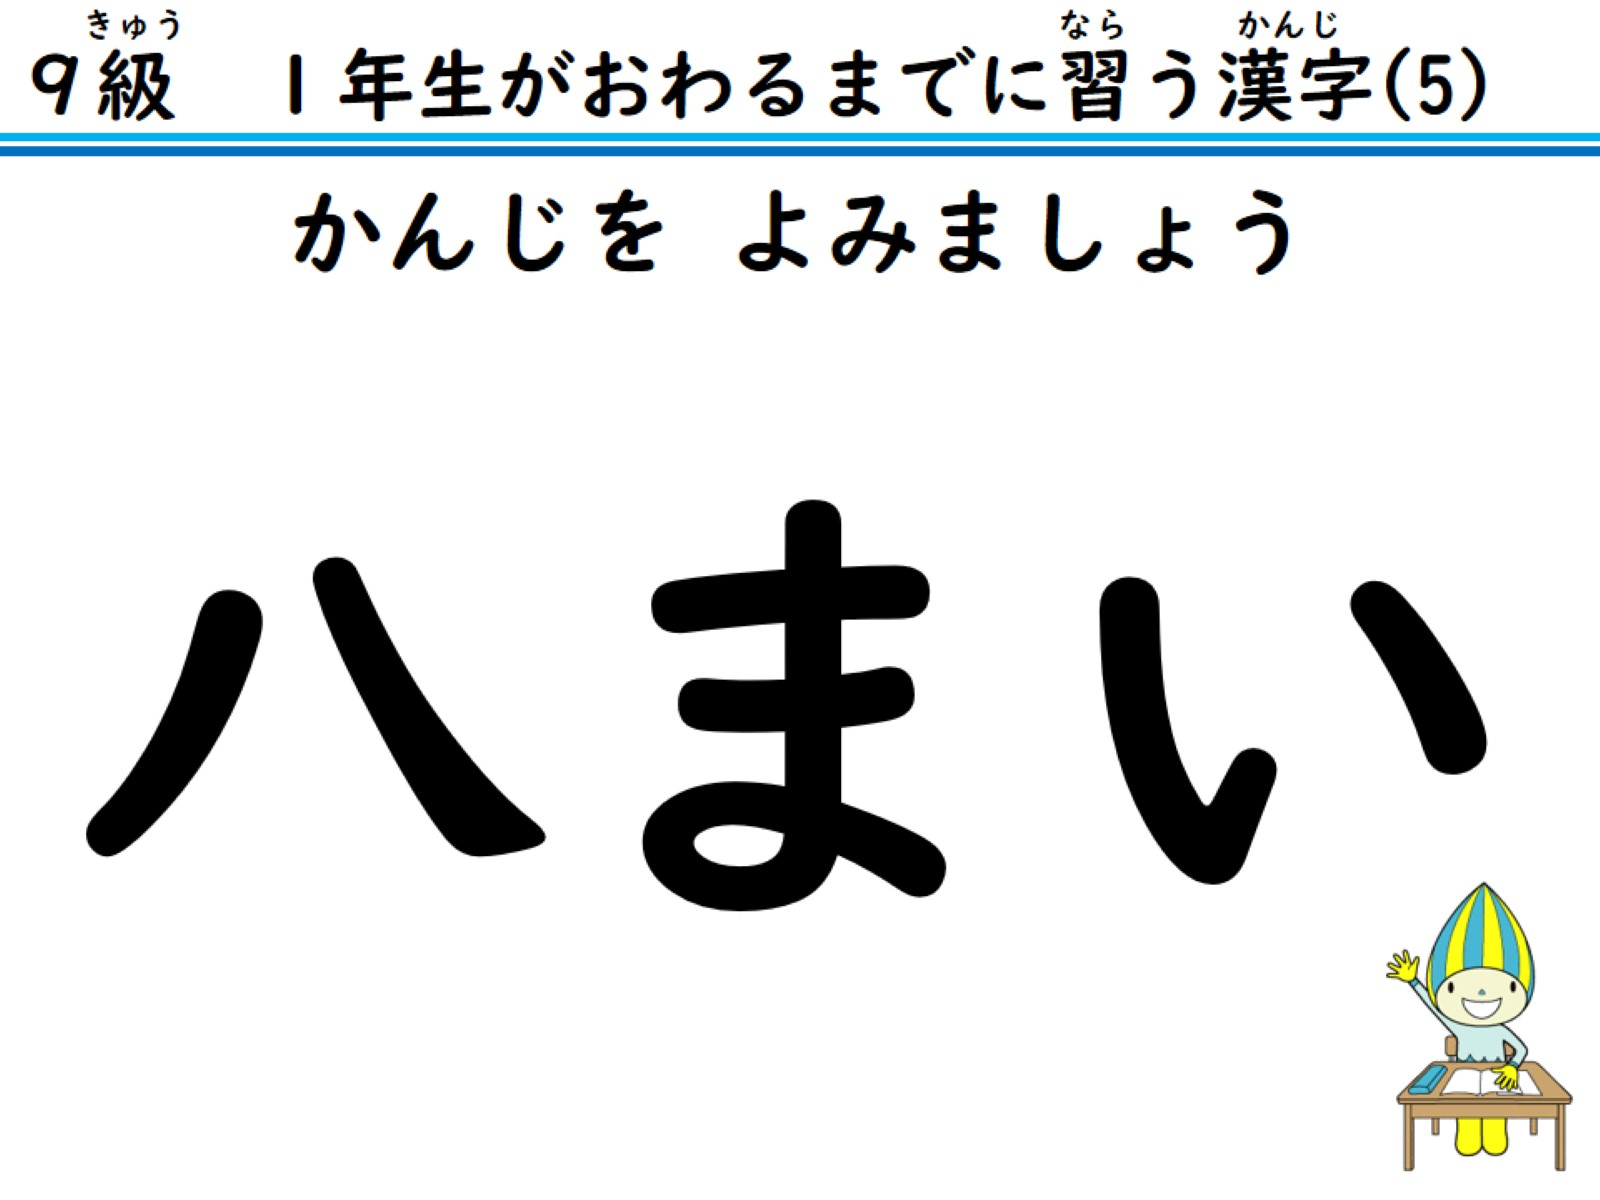 きゅう なら かんじ
9級 1年生がおわるまでに習う漢字(5)
かんじを よみましょう
八まい